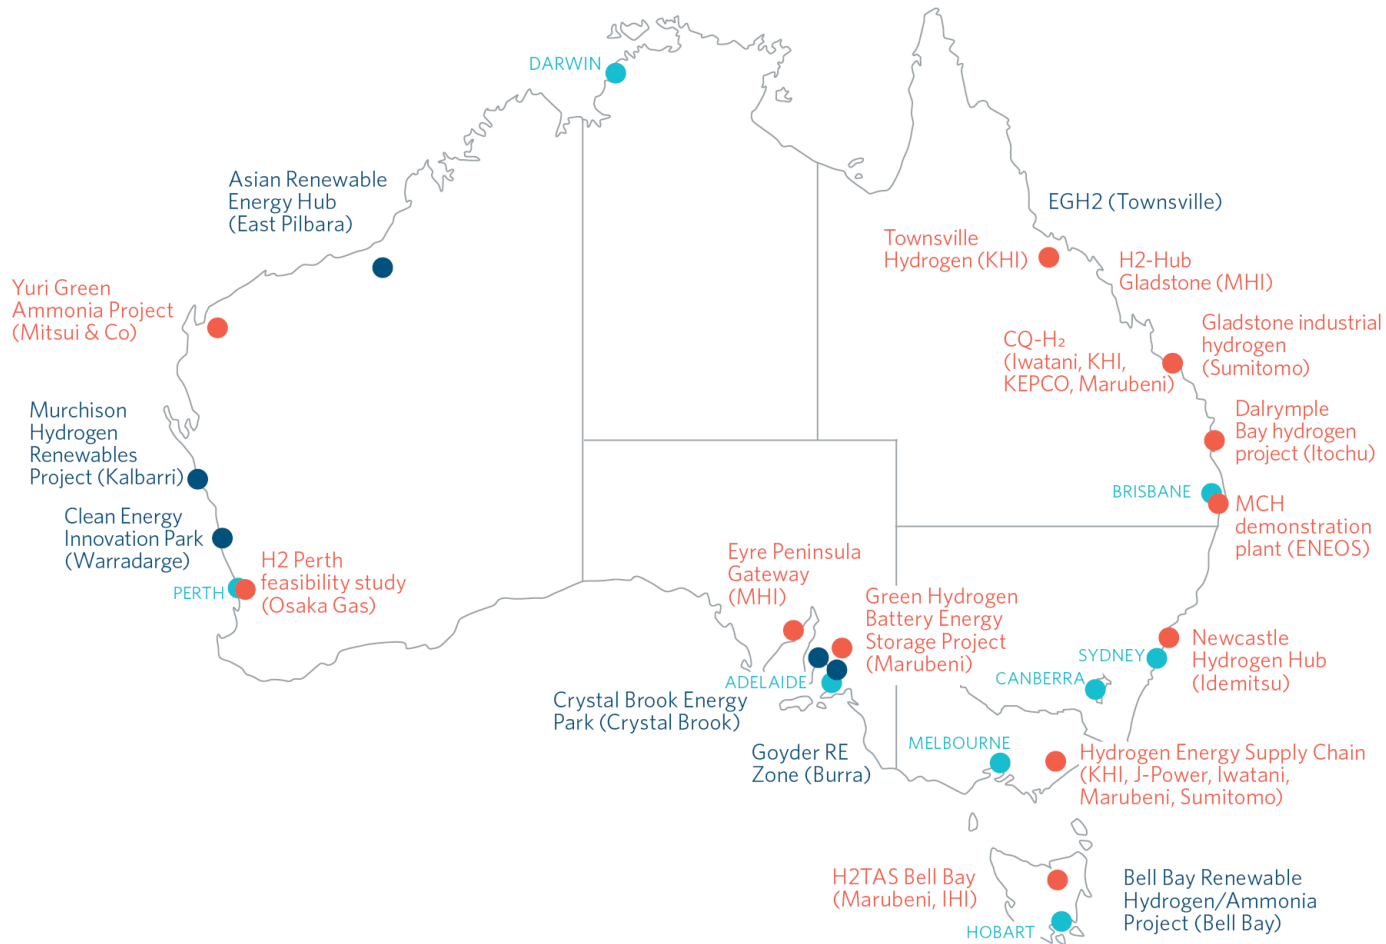 DARWIN
Asian Renewable
Energy Hub
(East Pilbara)
EGH2 (Townsville)
Townsville
Hydrogen (KHI)
H2-Hub
Gladstone (MHI)
Yuri Green
Ammonia Project
(Mitsui & Co)
Gladstone industrial
hydrogen
(Sumitomo)
CQ-H₂
(Iwatani, KHI,
KEPCO, Marubeni)
Murchison
Hydrogen
Renewables
Project (Kalbarri)
Dalrymple
Bay hydrogen
project (Itochu)
BRISBANE
MCH
demonstration
plant (ENEOS)
Clean Energy
Innovation Park
(Warradarge)
H2 Perth
feasibility study
(Osaka Gas)
PERTH
Eyre Peninsula
Gateway
(MHI)
Green Hydrogen
Battery Energy
Storage Project
(Marubeni)
Newcastle
Hydrogen Hub
(Idemitsu)
SYDNEY
CANBERRA
ADELAIDE
Crystal Brook Energy
Park (Crystal Brook)
Goyder RE
Zone (Burra)
MELBOURNE
Hydrogen Energy Supply Chain
(KHI, J-Power, Iwatani,
Marubeni, Sumitomo)
H2TAS Bell Bay
(Marubeni, IHI)
Bell Bay Renewable
Hydrogen/Ammonia
Project (Bell Bay)
HOBART